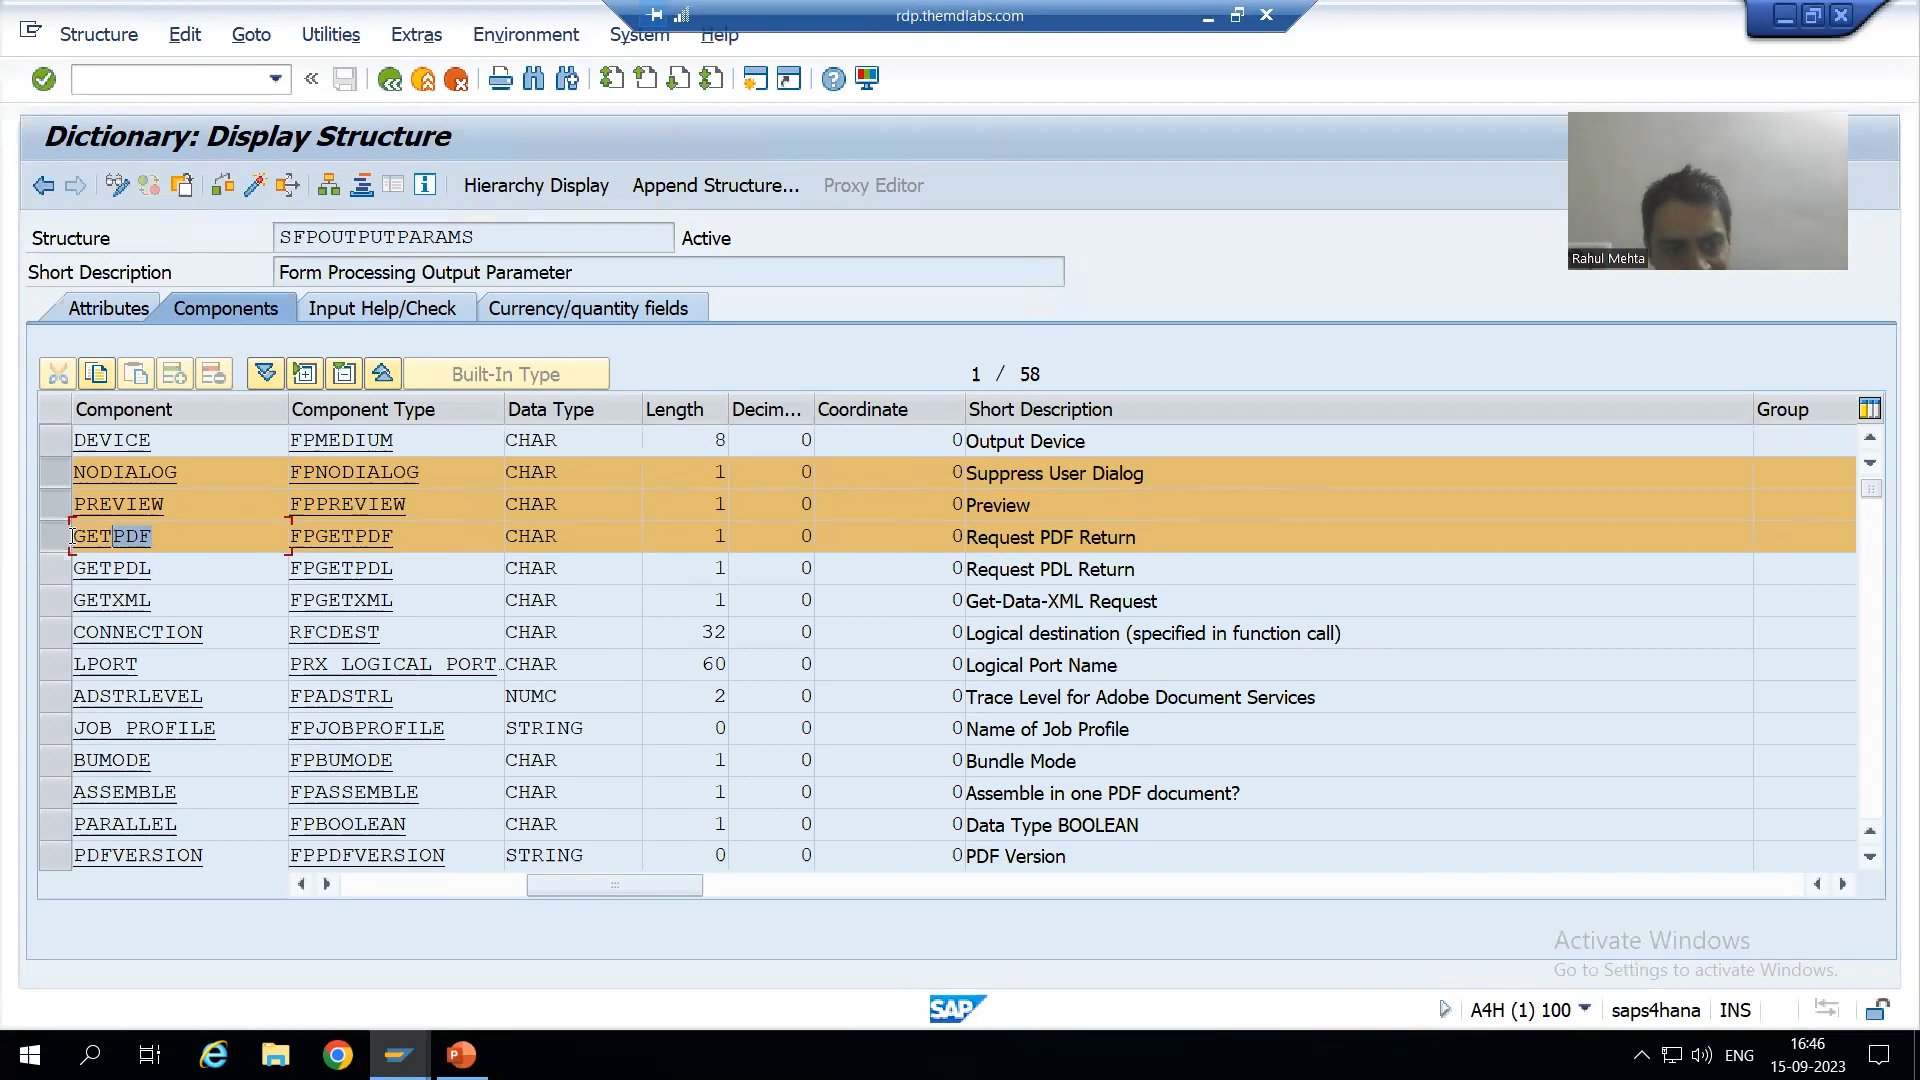 rdp.themdlabs.com
Structure Edit Goto Utilities Extras Environment System Help
Dictionary: Display Structure
Hierarchy Display Append Structure... Proxy Editor
Structure SFPOUTPUTPARAMS Active
Short Description Form Processing Output Parameter
Rahul Mehta
Attributes Components Input Help/Check Currency/quantity fields
Built-In Type 1 / 58
Component Component Type Data Type Length Decim... Coordinate Short Description Group
DEVICE FPMEDIUM CHAR 8 0 0 Output Device
NODIALOG FPNODIALOG CHAR 1 0 0 Suppress User Dialog
PREVIEW FPPREVIEW CHAR 1 0 0 Preview
GETPDF FPGETPDF CHAR 1 0 0 Request PDF Return
GETPDL FPGETPDL CHAR 1 0 0 Request PDL Return
GETXML FPGETXML CHAR 1 0 0 Get-Data-XML Request
CONNECTION RFCDEST CHAR 32 0 0 Logical destination (specified in function call)
LPORT PRX_LOGICAL_PORT… CHAR 60 0 0 Logical Port Name
ADSTRLEVEL FPADSTRL NUMC 2 0 0 Trace Level for Adobe Document Services
JOB_PROFILE FPJOBPROFILE STRING 0 0 0 Name of Job Profile
BUMODE FPBUMODE CHAR 1 0 0 Bundle Mode
ASSEMBLE FPASSEMBLE CHAR 1 0 0 Assemble in one PDF document?
PARALLEL FPBOOLEAN CHAR 1 0 0 Data Type BOOLEAN
PDFVERSION FPPDFVERSION STRING 0 0 0 PDF Version
Activate Windows
Go to Settings to activate Windows.
SAP A4H (1) 100 saps4hana INS
ENG 16:46
15-09-2023